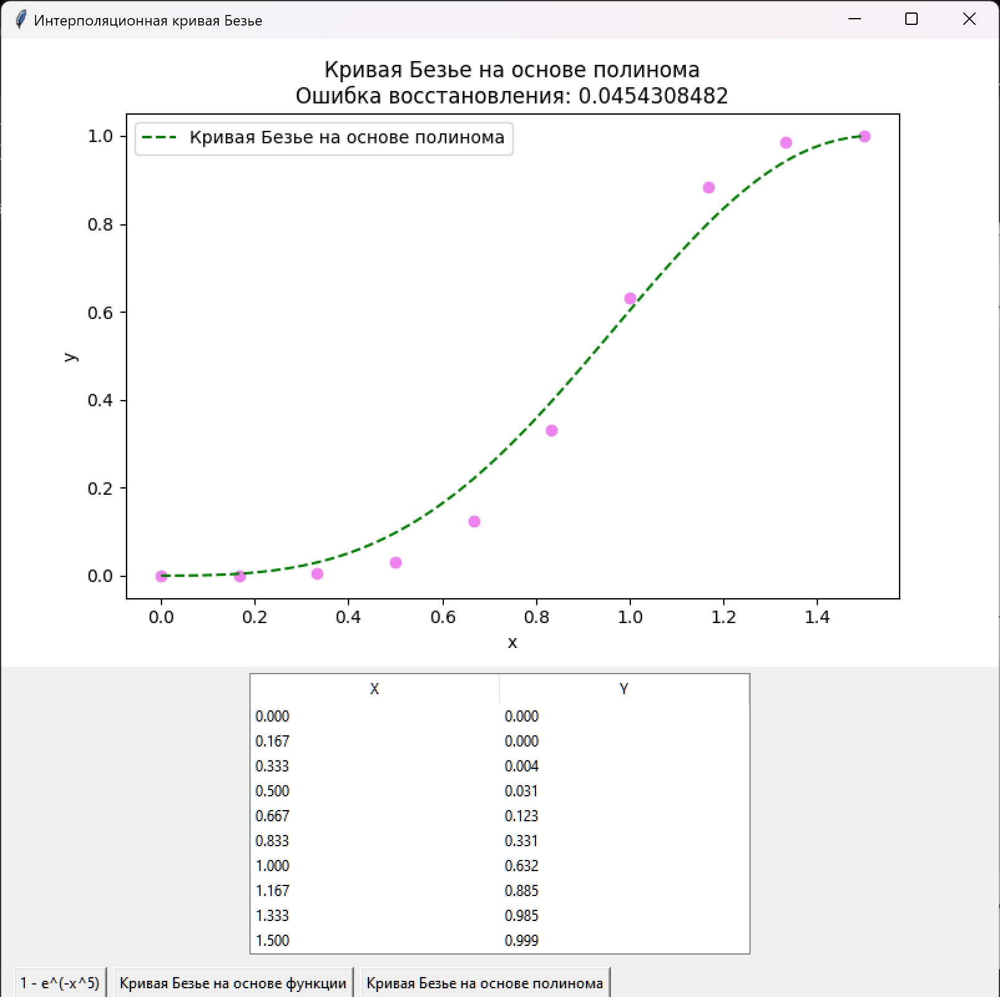 Интерполяционная кривая Безье
Кривая Безье на основе полинома
Ошибка восстановления: 0.0454308482
Кривая Безье на основе полинома
1.0
0.8
0.6
0.4
0.2
0.0
y
0.0 0.2 0.4 0.6 0.8 1.0 1.2 1.4
x
X Y
0.000 0.000
0.167 0.000
0.333 0.004
0.500 0.031
0.667 0.123
0.833 0.331
1.000 0.632
1.167 0.885
1.333 0.985
1.500 0.999
1 - e^(-x^5) Кривая Безье на основе функции Кривая Безье на основе полинома